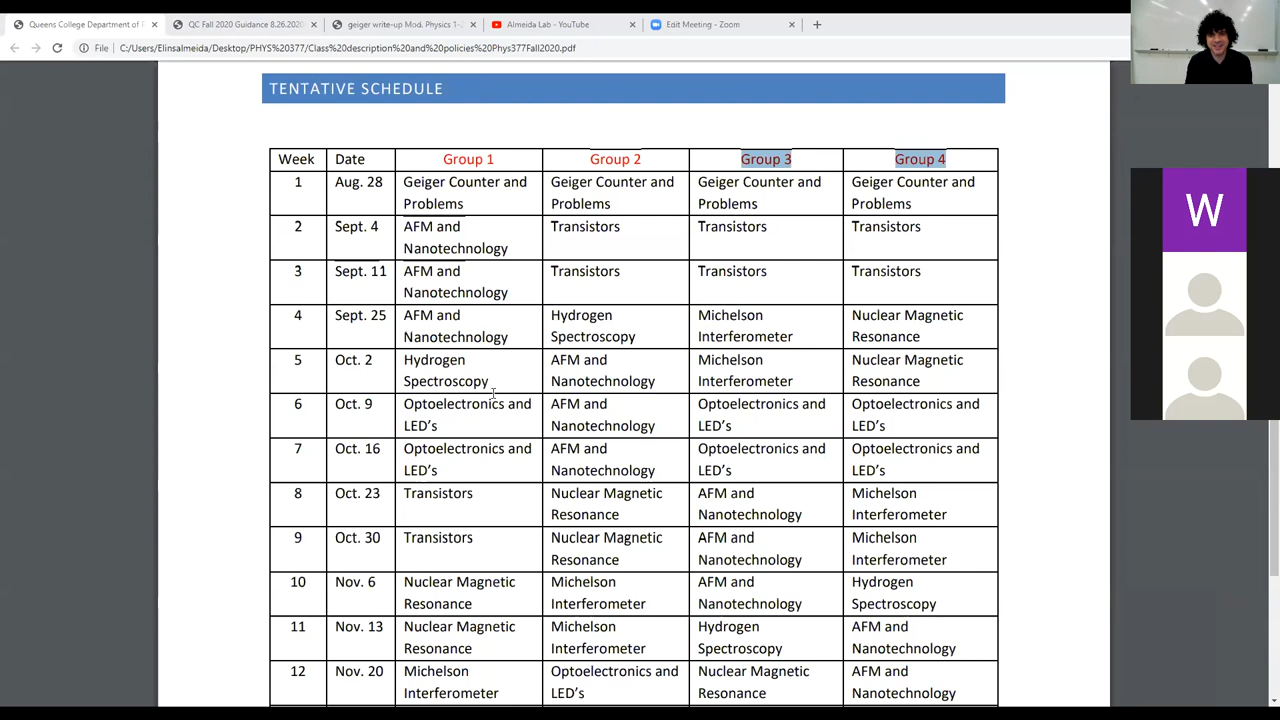 Queens College Department of P
QC Fall 2020 Guidance 8.26.2020
geiger write-up Mod. Physics 1-2
Almeida Lab - YouTube
Edit Meeting - Zoom
File
C:/Users/Elinsalmeida/Desktop/PHYS%20377/Class%20description%20and%20policies%20Phys377Fall2020.pdf
TENTATIVE SCHEDULE
Week Date Group 1 Group 2 Group 3 Group 4
1 Aug. 28 Geiger Counter and Geiger Counter and Geiger Counter and Geiger Counter and
Problems Problems Problems Problems
2 Sept. 4 AFM and Transistors Transistors Transistors
Nanotechnology
3 Sept. 11 AFM and Transistors Transistors Transistors
Nanotechnology
4 Sept. 25 AFM and Hydrogen Michelson Nuclear Magnetic
Nanotechnology Spectroscopy Interferometer Resonance
5 Oct. 2 Hydrogen AFM and Michelson Nuclear Magnetic
Spectroscopy Nanotechnology Interferometer Resonance
6 Oct. 9 Optoelectronics and AFM and Optoelectronics and Optoelectronics and
LED's Nanotechnology LED's LED's
7 Oct. 16 Optoelectronics and AFM and Optoelectronics and Optoelectronics and
LED's Nanotechnology LED's LED's
8 Oct. 23 Transistors Nuclear Magnetic AFM and Michelson
Resonance Nanotechnology Interferometer
9 Oct. 30 Transistors Nuclear Magnetic AFM and Michelson
Resonance Nanotechnology Interferometer
10 Nov. 6 Nuclear Magnetic Michelson AFM and Hydrogen
Resonance Interferometer Nanotechnology Spectroscopy
11 Nov. 13 Nuclear Magnetic Michelson Hydrogen AFM and
Resonance Interferometer Spectroscopy Nanotechnology
12 Nov. 20 Michelson Optoelectronics and Nuclear Magnetic AFM and
Interferometer LED's Resonance Nanotechnology
W